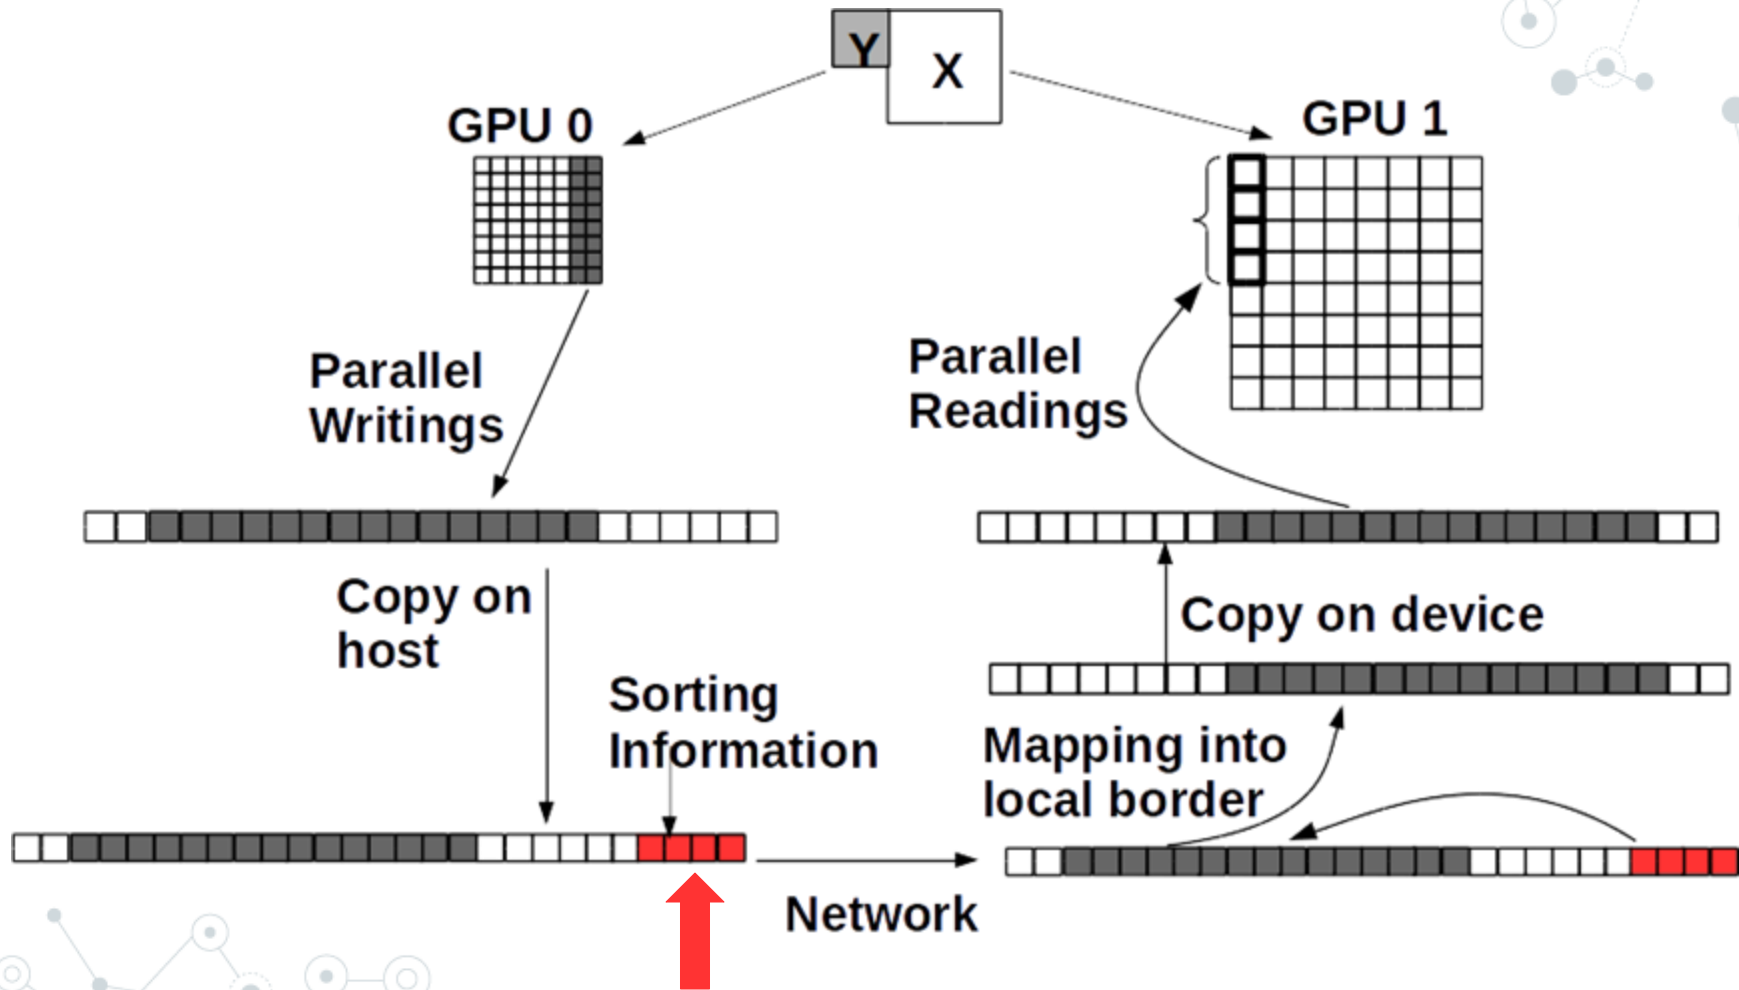 Y
X
GPU 0
GPU 1
Parallel
Writings
Parallel
Readings
Copy on
host
Copy on device
Sorting
Information
Mapping into
local border
Network